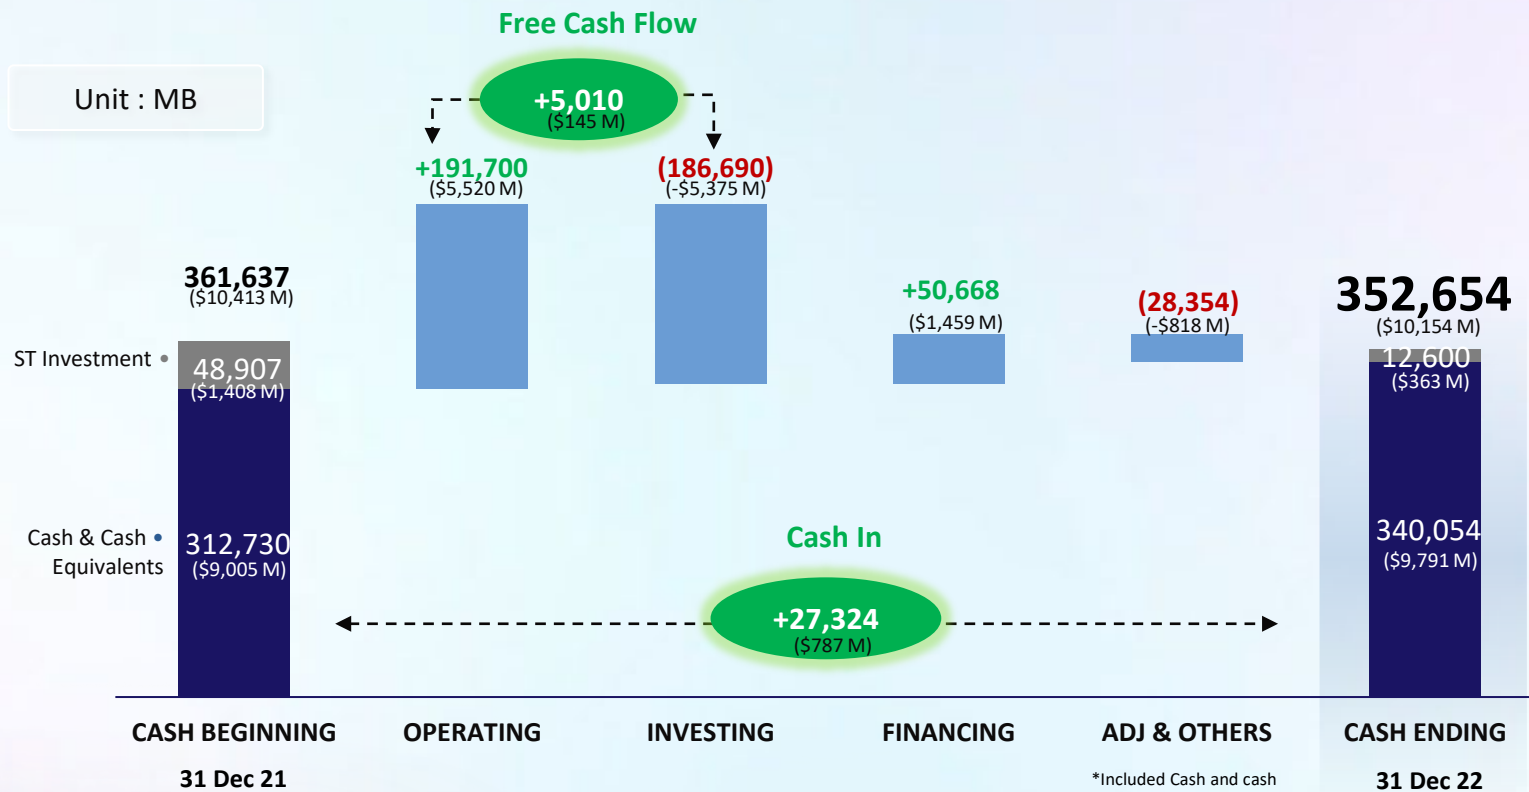 Free Cash Flow
Unit : MB
+5,010
($145 M)
+191,700
($5,520 M)
(186,690)
(-$5,375 M)
361,637
($10,413 M)
+50,668
($1,459 M)
(28,354)
(-$818 M)
352,654
($10,154 M)
ST Investment •
48,907
($1,408 M)
12,600
($363 M)
Cash & Cash •
Equivalents
312,730
($9,005 M)
Cash In
+27,324
($787 M)
340,054
($9,791 M)
CASH BEGINNING
OPERATING
INVESTING
FINANCING
ADJ & OTHERS
CASH ENDING
31 Dec 21
*Included Cash and cash
31 Dec 22